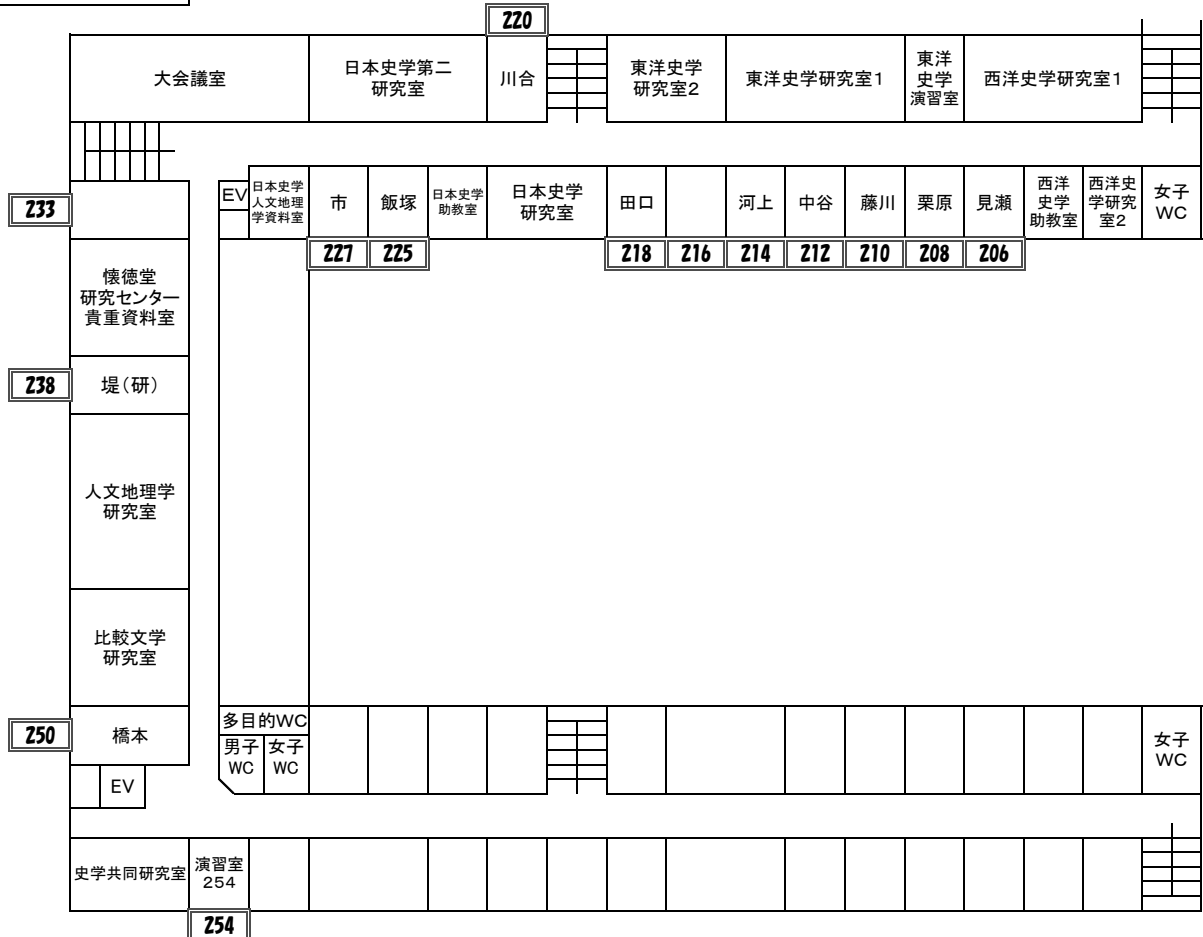 220
大会議室
日本史学第二
研究室
川合
東洋史学
研究室2
東洋史学研究室1
東洋
史学
演習室
西洋史学研究室1
233
EV
日本史学
人文地理
学資料室
市
飯塚
日本史学
助教室
日本史学
研究室
田口
河上
中谷
藤川
栗原
見瀬
西洋
史学
助教室
西洋史
学研究
室2
女子
WC
227
225
218
216
214
212
210
208
206
懐徳堂
研究センター
貴重資料室
238
堤(研)
人文地理学
研究室
比較文学
研究室
250
橋本
多目的WC
男子
WC
女子
WC
女子
WC
EV
史学共同研究室
演習室
254
254